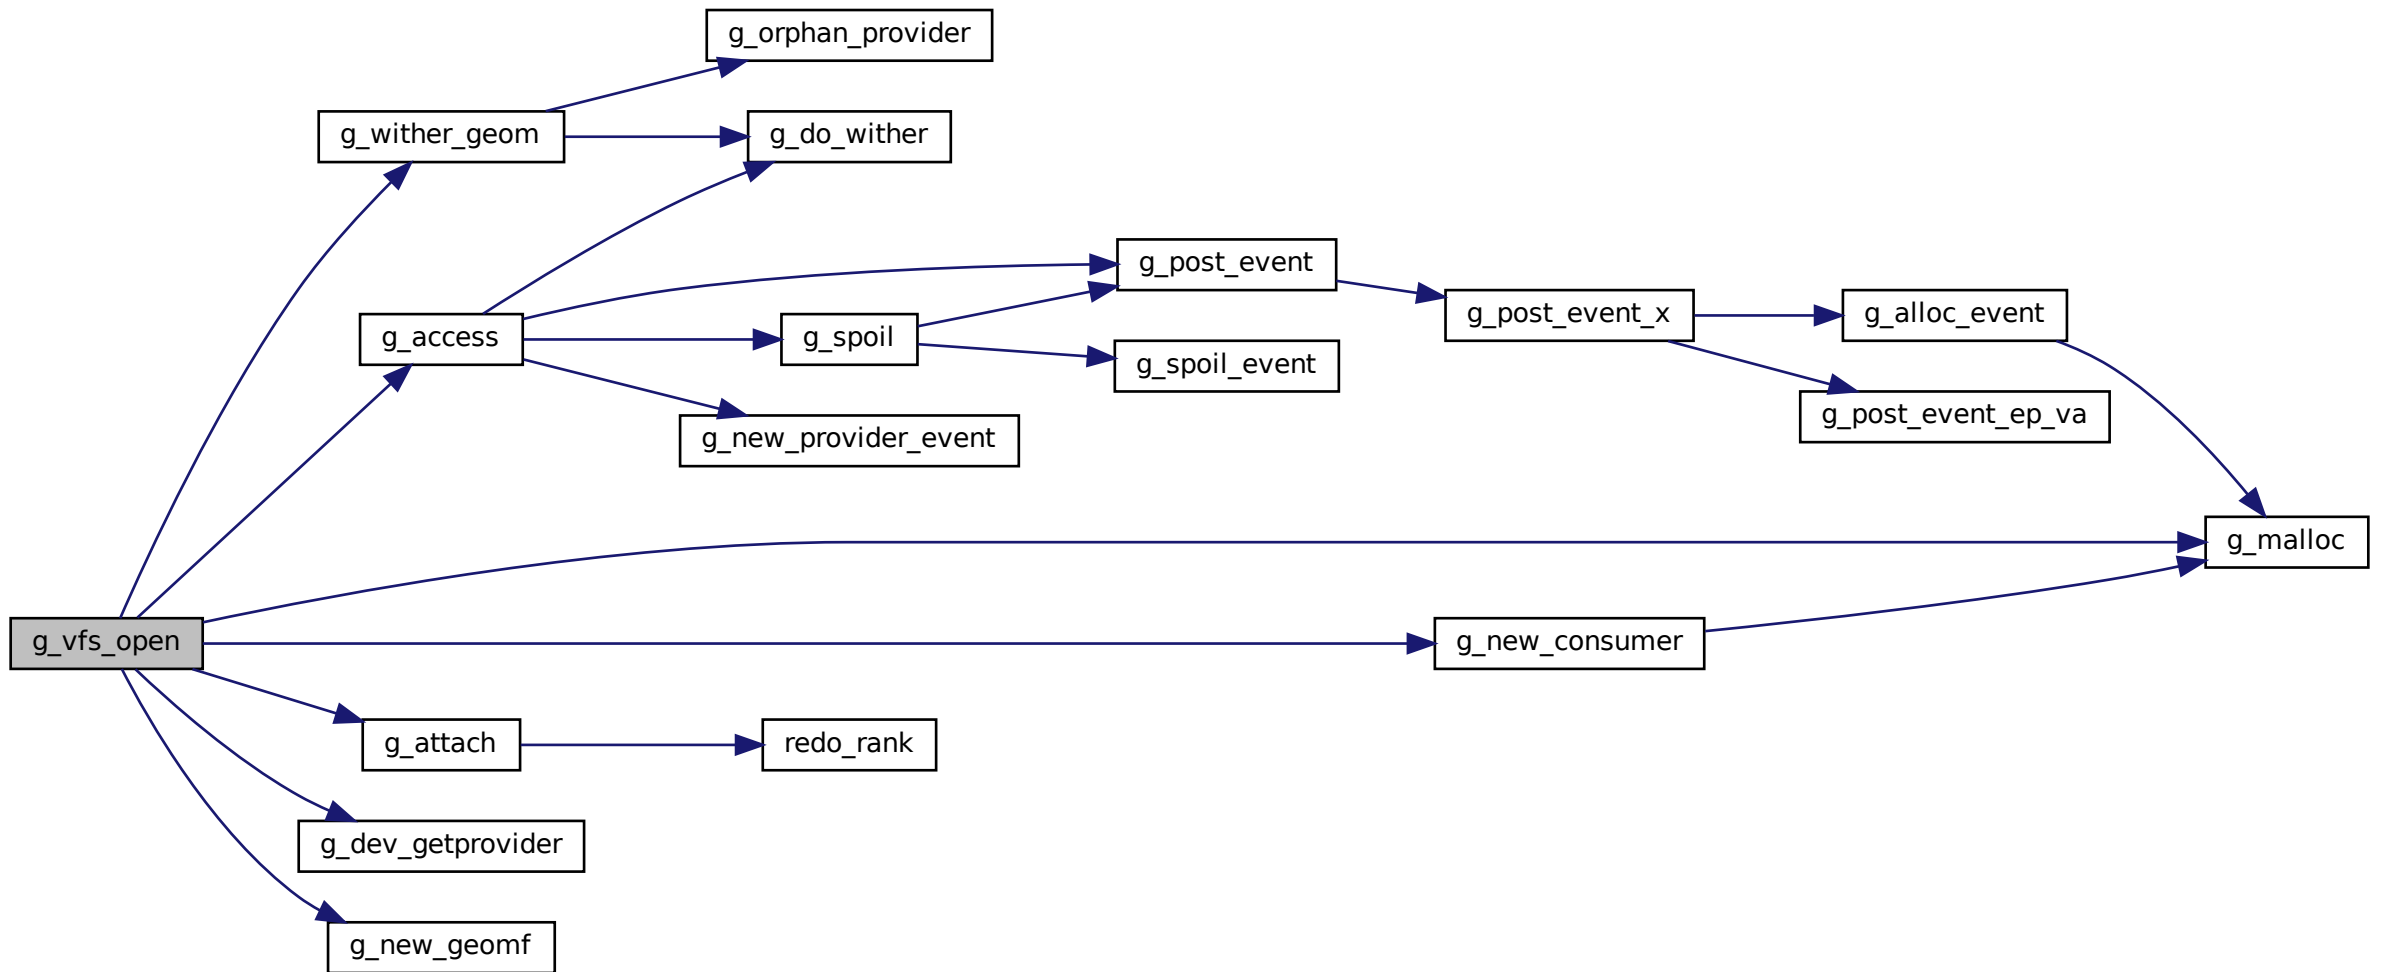 g_orphan_provider
g_wither_geom
g_do_wither
g_post_event
g_post_event_x
g_alloc_event
g_access
g_spoil
g_spoil_event
g_post_event_ep_va
g_new_provider_event
g_malloc
g_vfs_open
g_new_consumer
g_attach
redo_rank
g_dev_getprovider
g_new_geomf